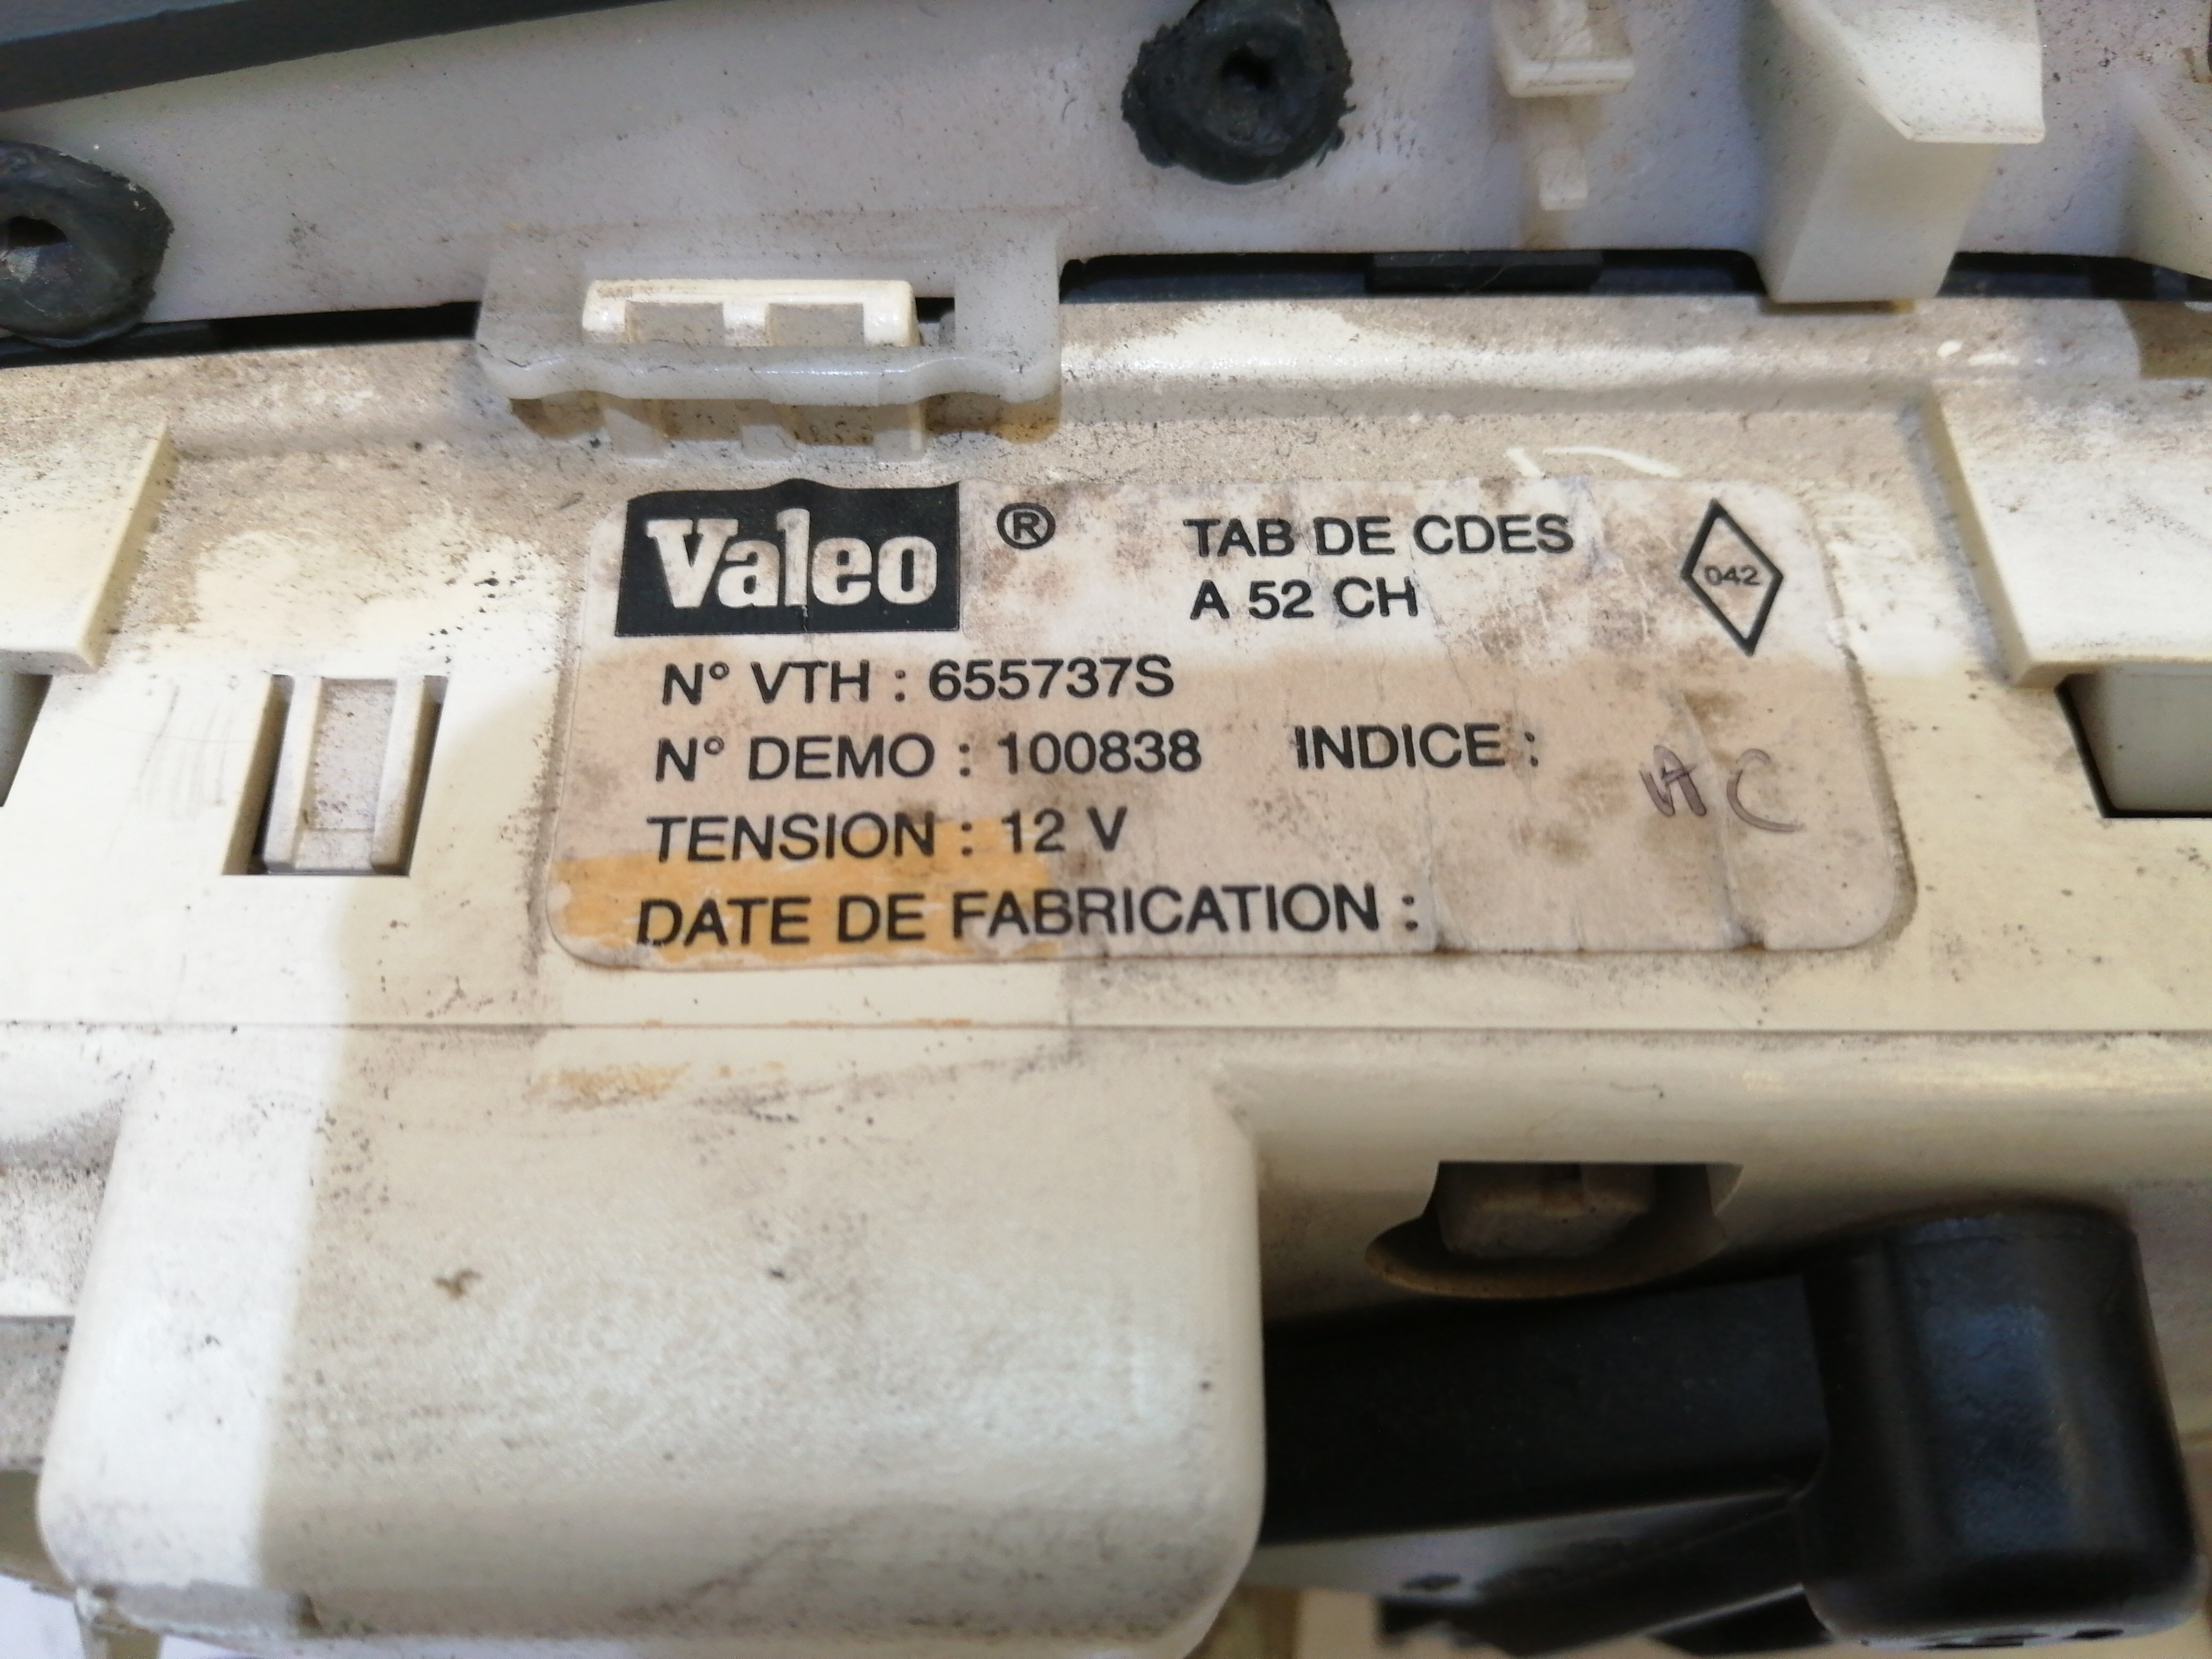 Valeo ® TAB DE CDES
A 52 CH
042
N° VTH : 655737S
N° DEMO : 100838 INDICE : AC
TENSION : 12 V
DATE DE FABRICATION :